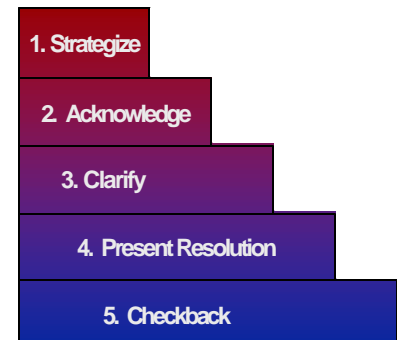 1. Strategize
2. Acknowledge
3. Clarify
4. Present Resolution
5. Checkback